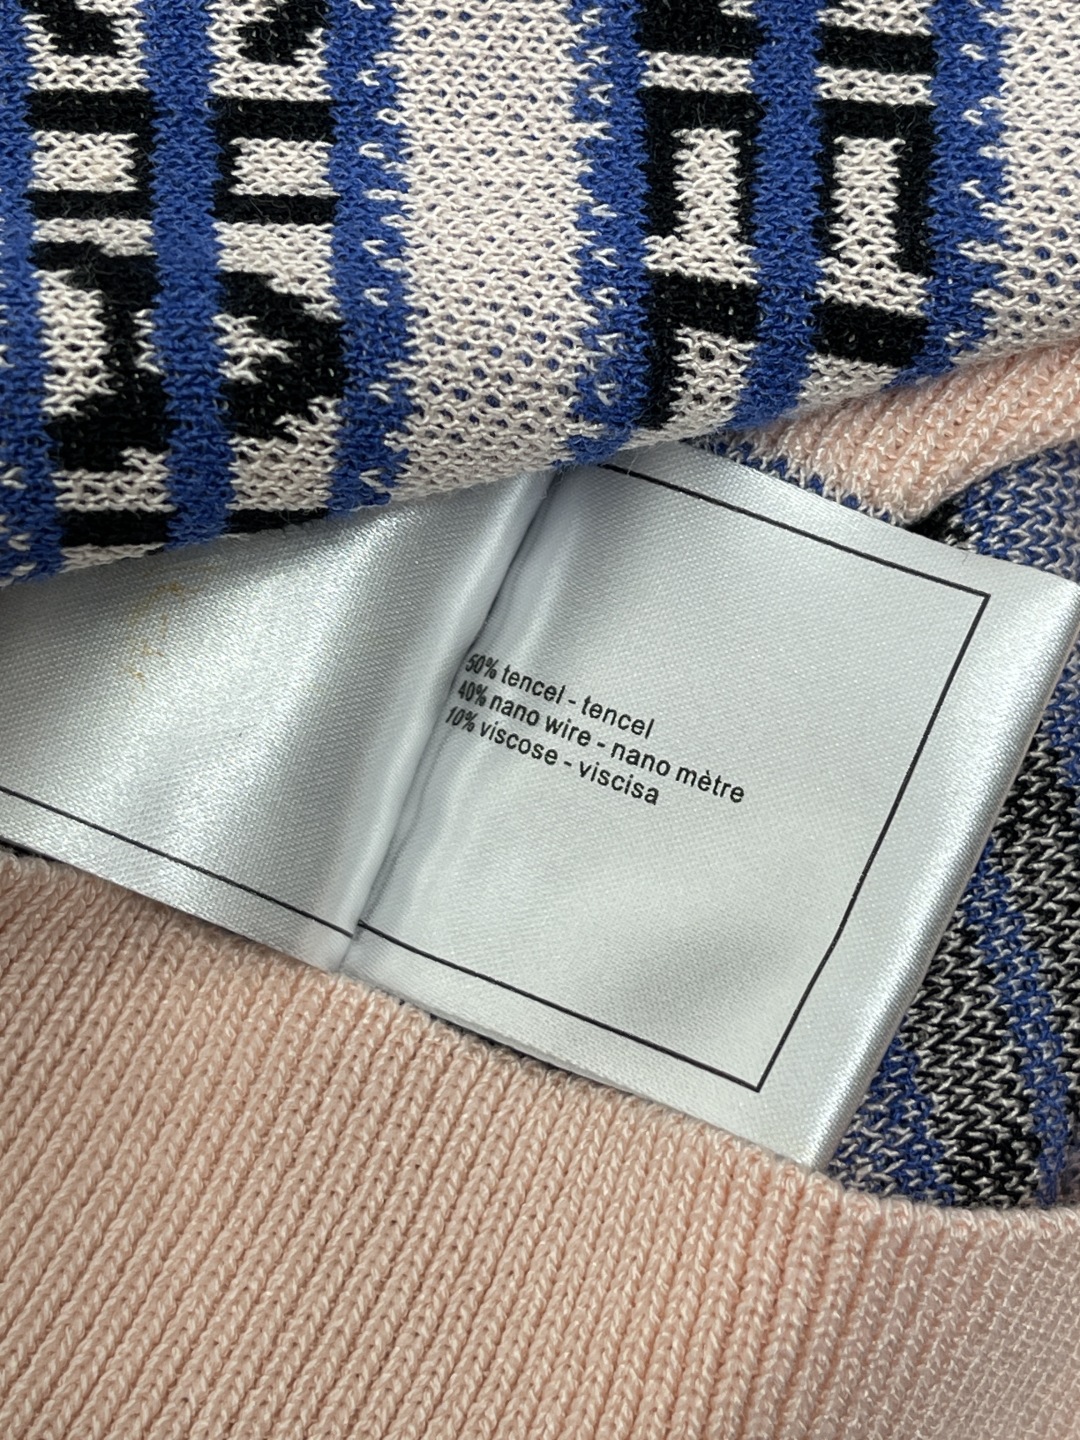 50% tencel - tencel
40% nano wire - nano mètre
10% viscose - viscisa